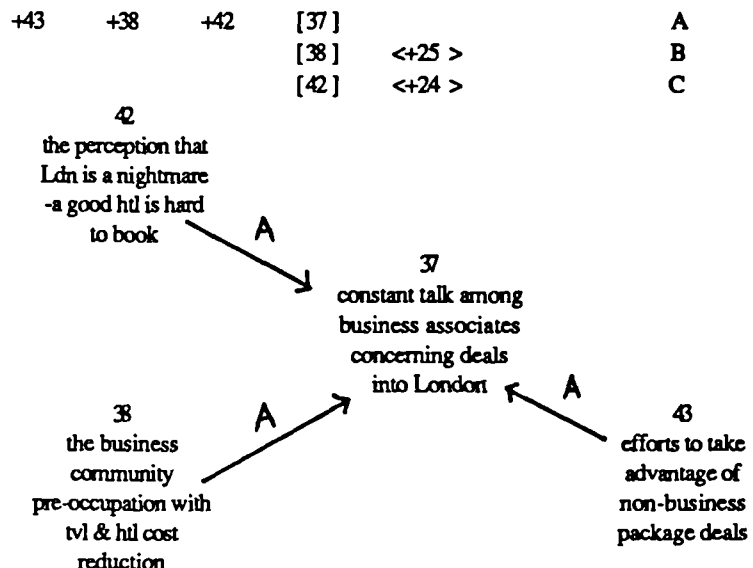 +43 +38 +42 [37] A
[38] <+25 > B
[42] <+24 > C
42
the perception that
Ldn is a nightmare
-a good htl is hard
to book
A
37
constant talk among
business associates
concerning deals
into London
A
38
the business
community
pre-occupation with
tvl & htl cost
reduction
A
43
efforts to take
advantage of
non-business
package deals